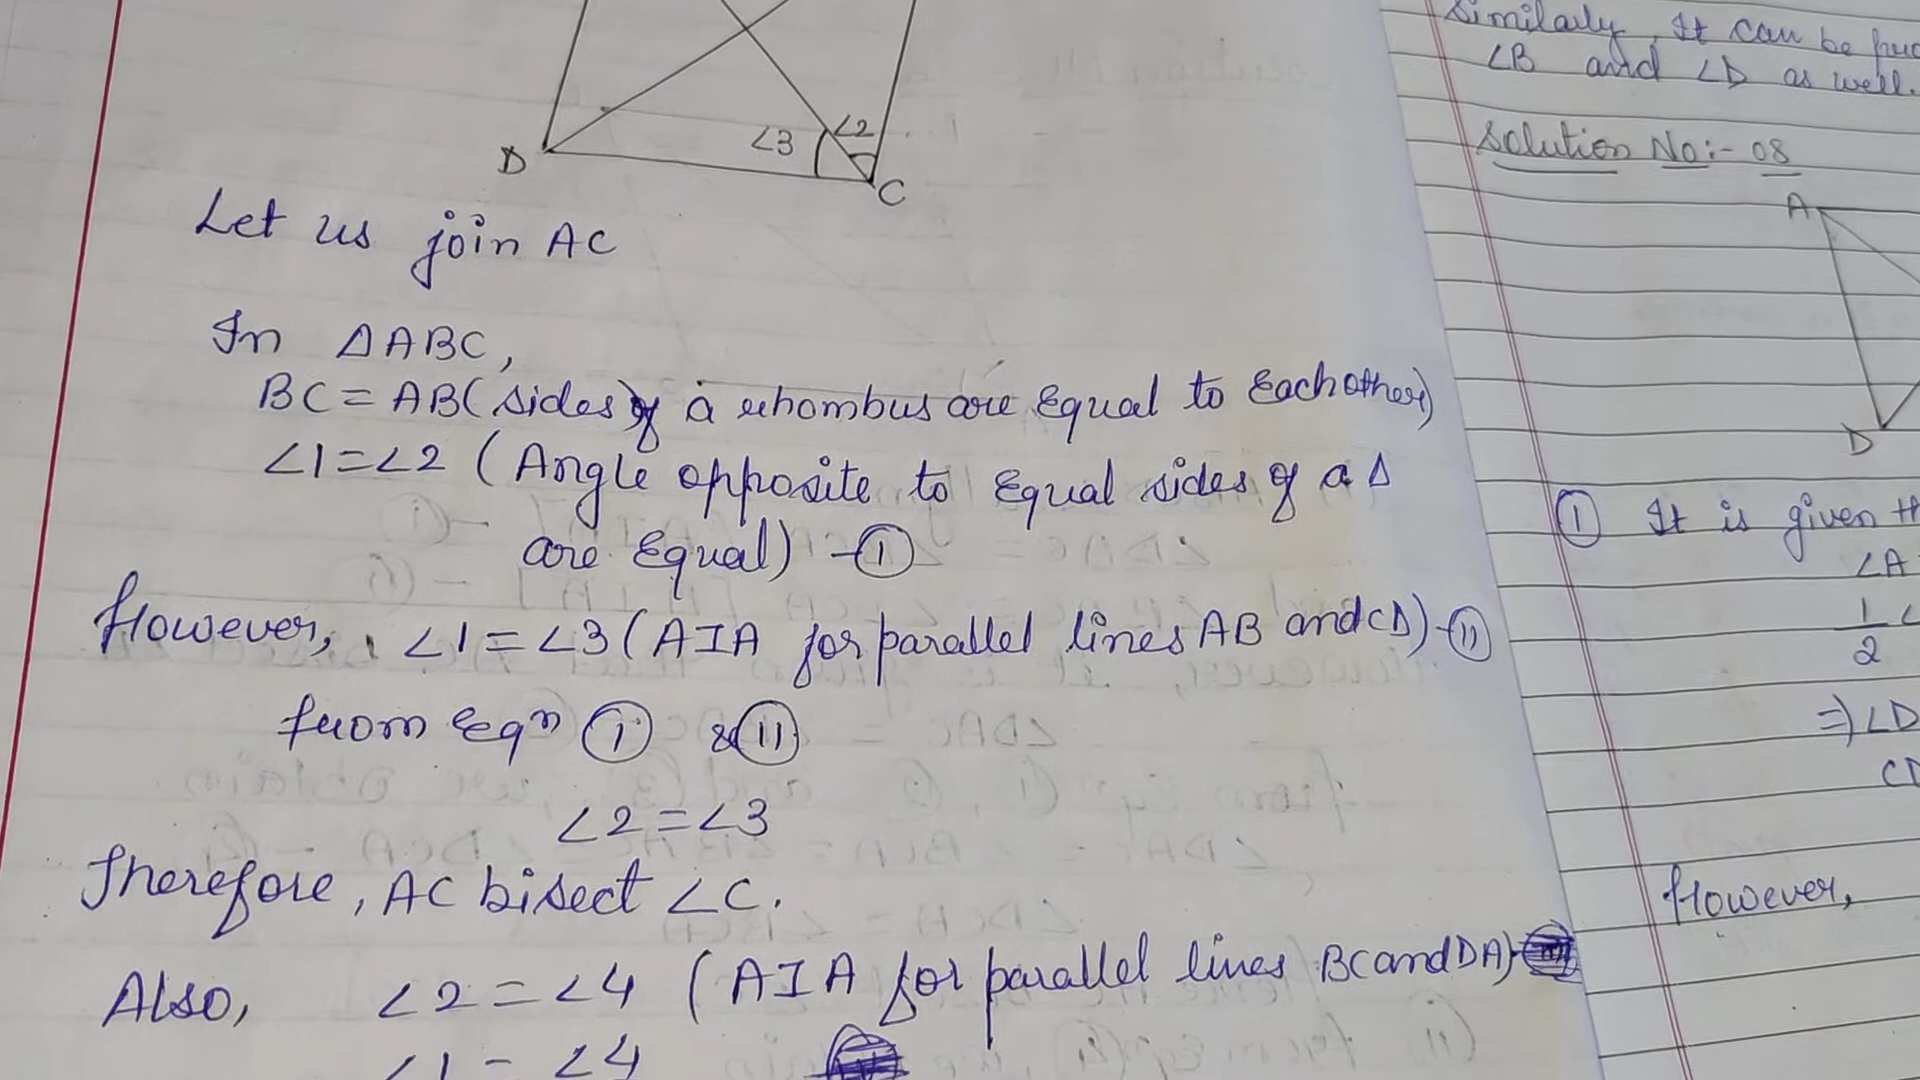 ∠3 ∠2
D
C
Let us join AC
In ΔABC,
BC = AB (sides of a rhombus are Equal to Each other)
∠1 = ∠2 (Angle opposite to Equal sides of a Δ
are Equal) - (I)
However, ∠1 = ∠3 (AIA for parallel lines AB and CD) - (II)
from Eqⁿ (I) & (II)
∠2 = ∠3
Therefore, AC bisect ∠C.
Also, ∠2 = ∠4 (AIA for parallel lines BC and DA)
∠1 = ∠4
Similarly, It can be
∠B and ∠D as well.
Solution No:- 08
A
D
(I) It is given
∠A
1/2
⇒ ∠D
CD
However,